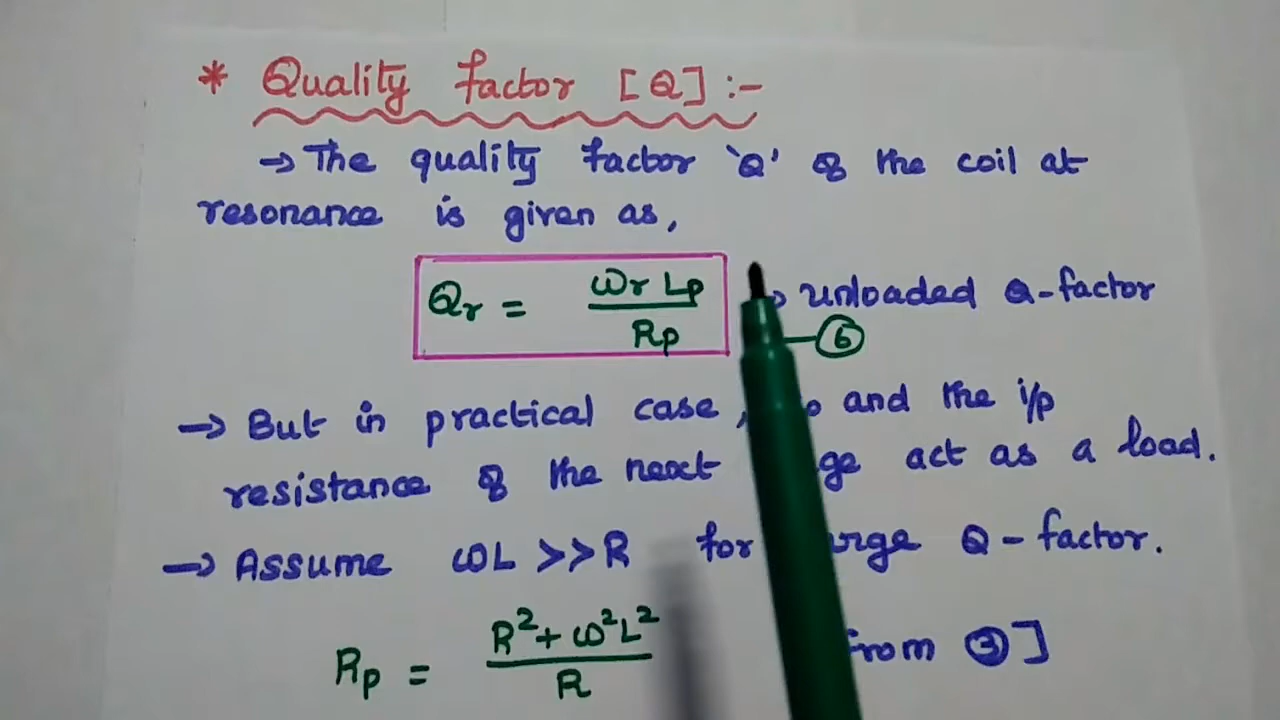 * Quality factor [Q] :-
→ The quality factor 'Q' of the coil at
resonance is given as,
Qr = ωr Lp / Rp → unloaded Q-factor
— ⑥
→ But in practical case, and the i/p
resistance of the next act as a load.
→ Assume ωL >> R for Q - factor.
Rp = R² + ω²L² / R from ③]